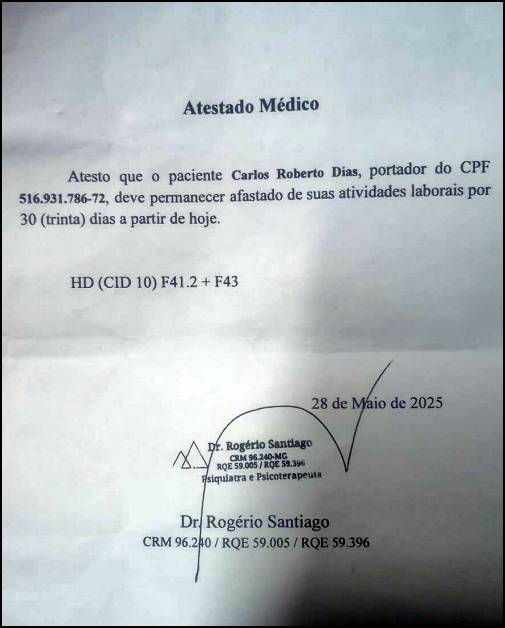 Atestado Médico
Atesto que o paciente Carlos Roberto Dias, portador do CPF
516.931.786-72, deve permanecer afastado de suas atividades laborais por
30 (trinta) dias a partir de hoje.
HD (CID 10) F41.2 + F43
28 de Maio de 2025
Dr. Rogério Santiago
CRM 96.240-MG
RQE 59.005 / RQE 59.396
Psiquiatra e Psicoterapeuta
Dr. Rogério Santiago
CRM 96.240 / RQE 59.005 / RQE 59.396